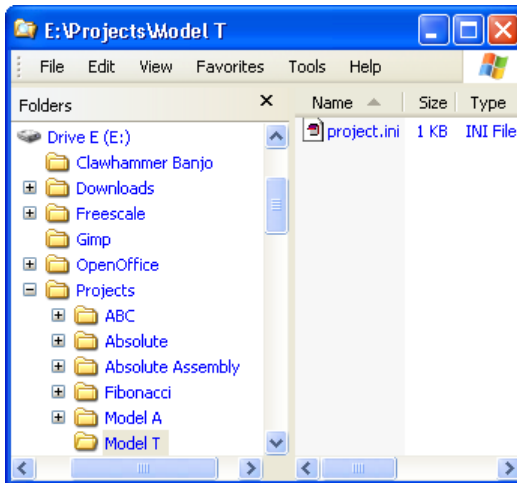 E:\Projects\Model T
File Edit View Favorites Tools Help
Folders
Drive E (E:)
Clawhammer Banjo
Downloads
Freescale
Gimp
OpenOffice
Projects
ABC
Absolute
Absolute Assembly
Fibonacci
Model A
Model T
Name Size Type
project.ini 1 KB INI File